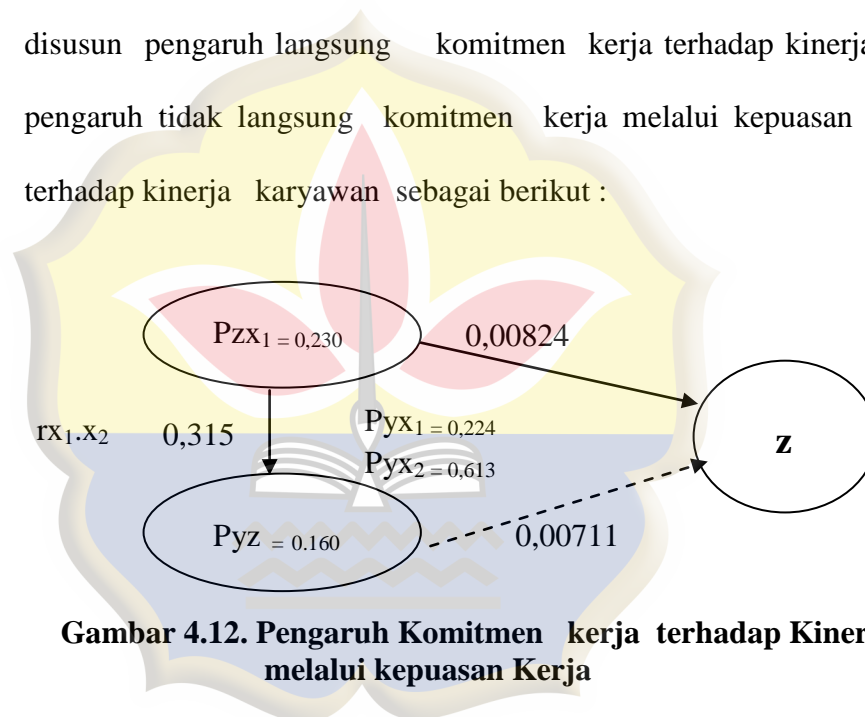 disusun pengaruh langsung komitmen kerja terhadap kinerja
pengaruh tidak langsung komitmen kerja melalui kepuasan
terhadap kinerja karyawan sebagai berikut :
Pzx1 = 0,230
0,00824
rx1.x2
0,315
Pyx1 = 0,224
Pyx2 = 0,613
z
Pyz = 0.160
0,00711
Gambar 4.12. Pengaruh Komitmen kerja terhadap Kiner
melalui kepuasan Kerja